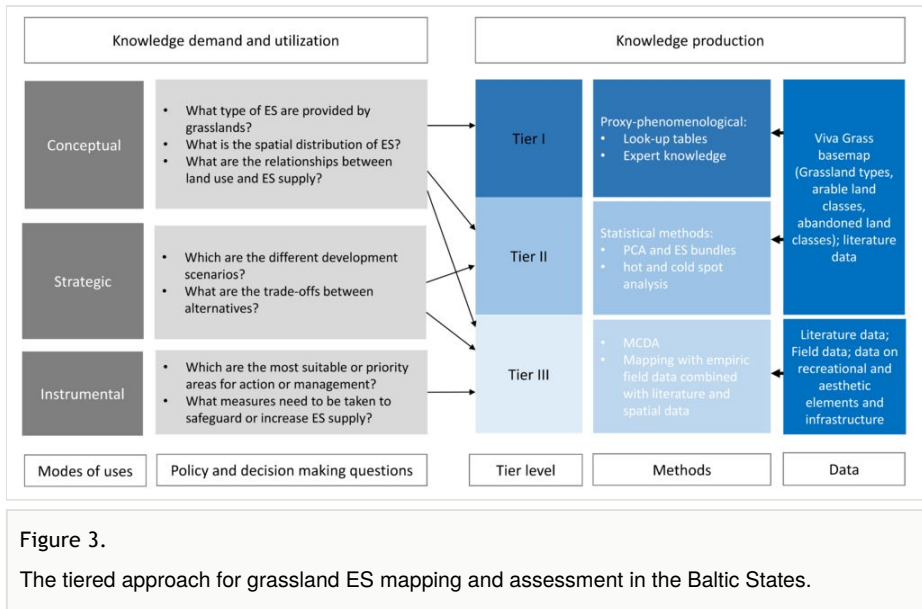 Knowledge demand and utilization
Knowledge production
Conceptual
• What type of ES are provided by
grasslands?
• What is the spatial distribution of ES?
• What are the relationships between
land use and ES supply?
Tier I
Proxy-phenomenological:
• Look-up tables
• Expert knowledge
Viva Grass
basemap
(Grassland types,
arable land
classes,
abandoned land
classes); literature
data
Strategic
• Which are the different development
scenarios?
• What are the trade-offs between
alternatives?
Tier II
Statistical methods:
• PCA and ES bundles
• hot and cold spot
analysis
Instrumental
• Which are the most suitable or priority
areas for action or management?
• What measures need to be taken to
safeguard or increase ES supply?
Tier III
• MCDA
• Mapping with empiric
field data combined
with literature and
spatial data
Literature data;
Field data; data on
recreational and
aesthetic
elements and
infrastructure
Modes of uses
Policy and decision making questions
Tier level
Methods
Data
Figure 3.
The tiered approach for grassland ES mapping and assessment in the Baltic States.